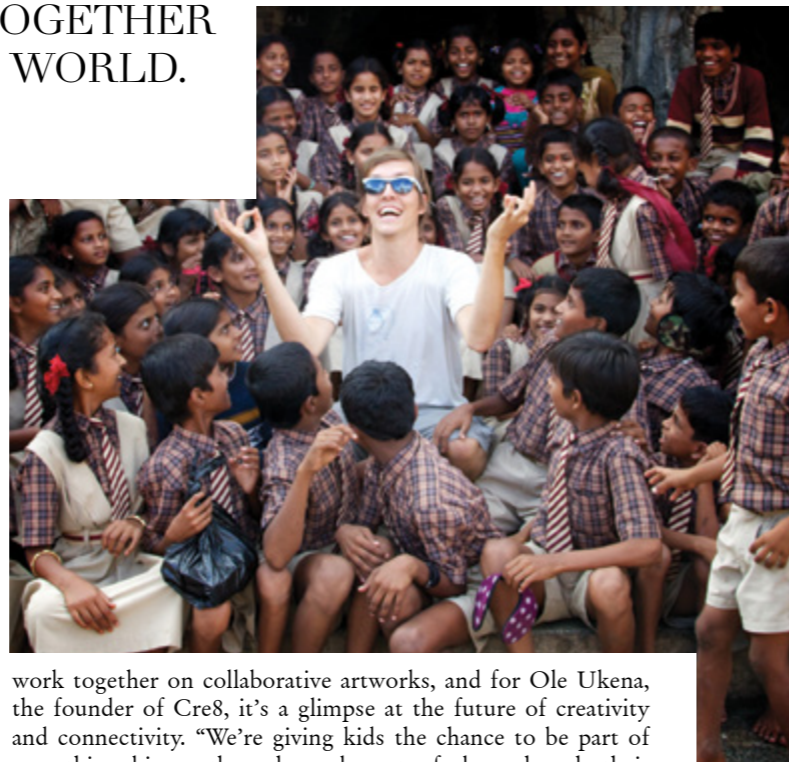 OGETHER
WORLD.
work together on collaborative artworks, and for Ole Ukena,
the founder of Cre8, it’s a glimpse at the future of creativity
and connectivity. “We’re giving kids the chance to be part of